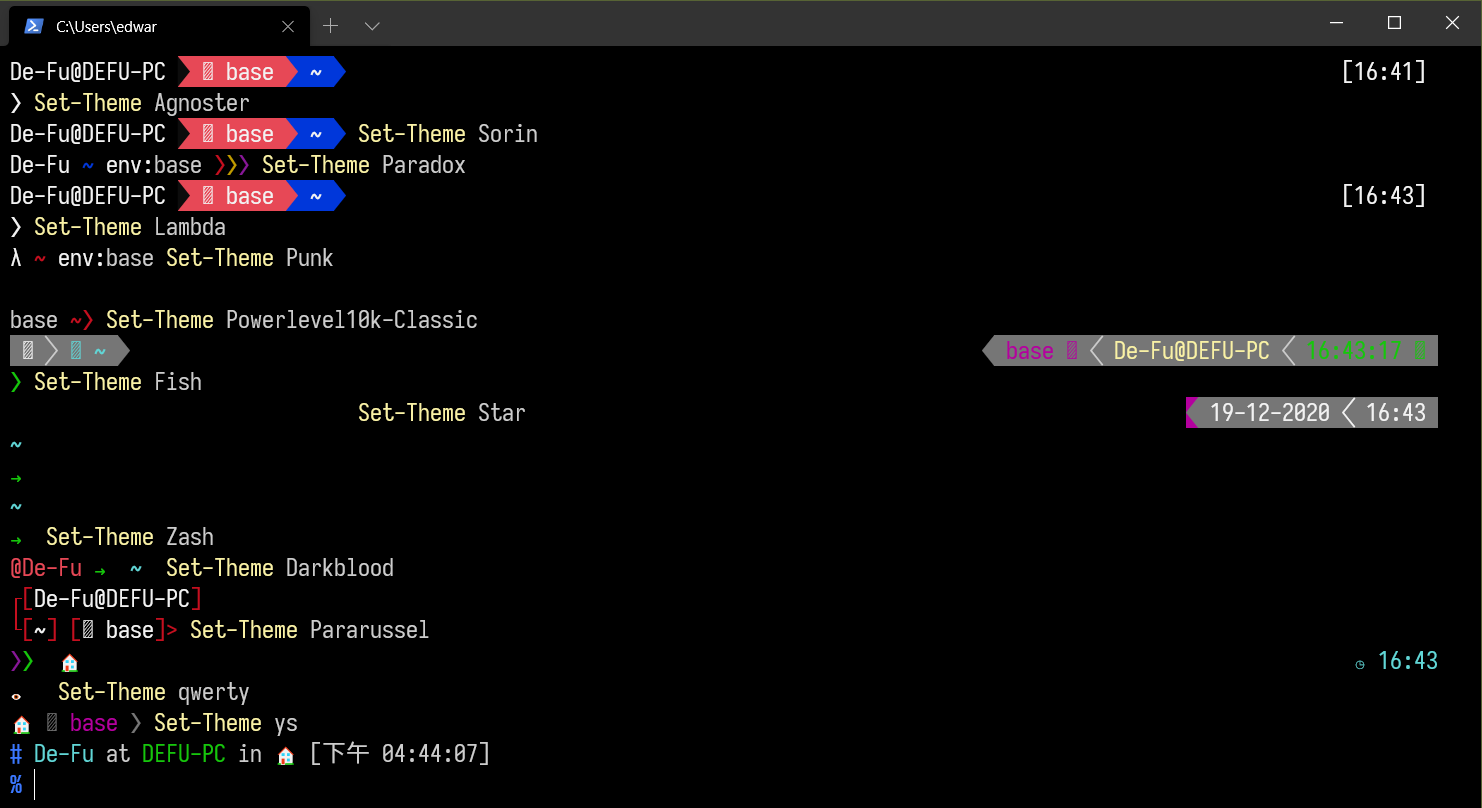 C:\Users\edwar
De-Fu@DEFU-PC base ~ [16:41]
❯ Set-Theme Agnoster
De-Fu@DEFU-PC base ~ Set-Theme Sorin
De-Fu ~ env:base ❯❯❯ Set-Theme Paradox
De-Fu@DEFU-PC base ~ [16:43]
❯ Set-Theme Lambda
λ ~ env:base Set-Theme Punk
base ~❯ Set-Theme Powerlevel10k-Classic
~ base De-Fu@DEFU-PC 16:43:17
❯ Set-Theme Fish
Set-Theme Star 19-12-2020 16:43
~
→
~
→ Set-Theme Zash
@De-Fu → ~ Set-Theme Darkblood
┌[De-Fu@DEFU-PC]
└[~] [base]> Set-Theme Pararussel
❯❯ 🏠 16:43
Set-Theme qwerty
🏠 base ❯ Set-Theme ys
# De-Fu at DEFU-PC in 🏠 [下午 04:44:07]
%